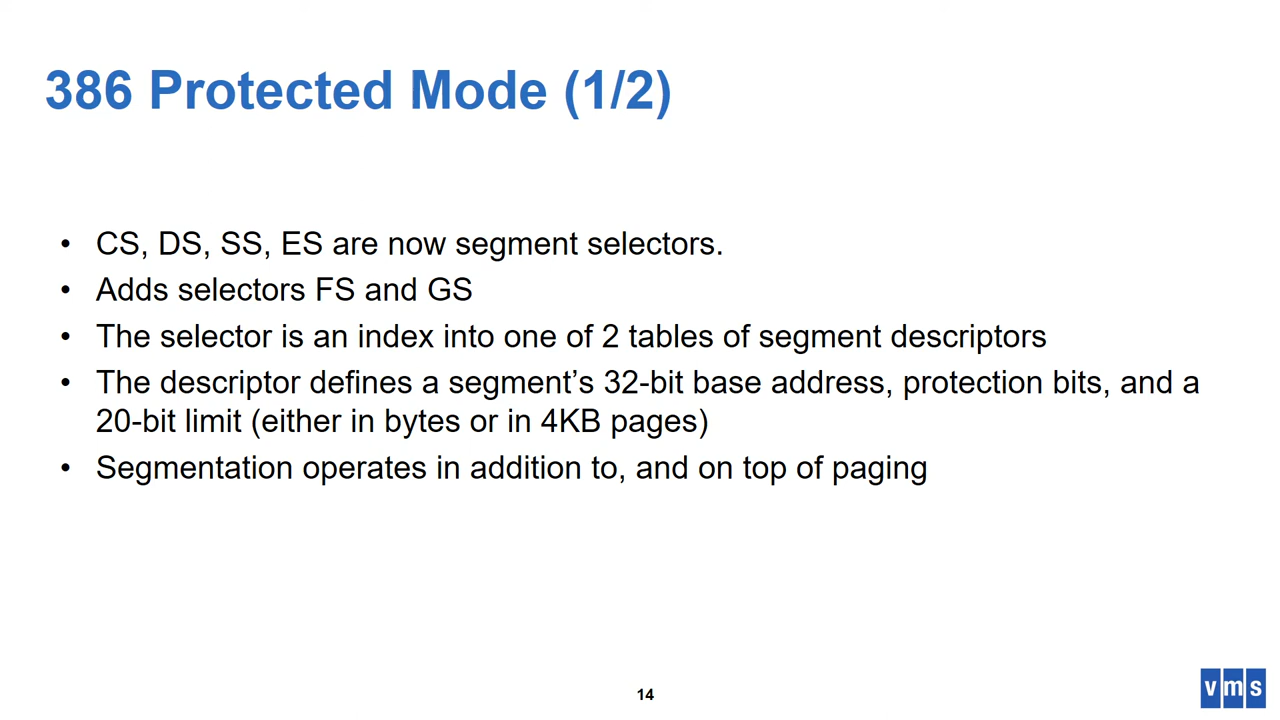 386 Protected Mode (1/2)
• CS, DS, SS, ES are now segment selectors.
• Adds selectors FS and GS
• The selector is an index into one of 2 tables of segment descriptors
• The descriptor defines a segment’s 32-bit base address, protection bits, and a
20-bit limit (either in bytes or in 4KB pages)
• Segmentation operates in addition to, and on top of paging
14
vms